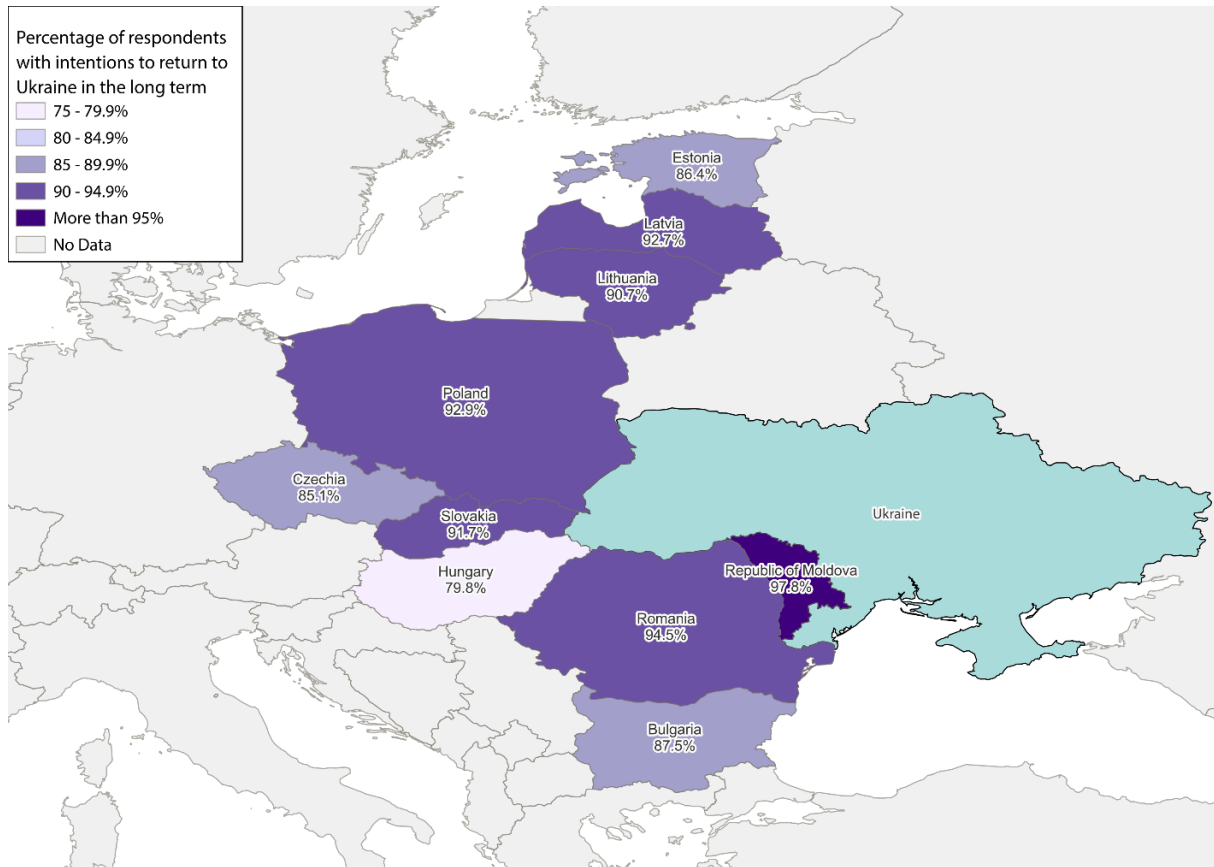 Percentage of respondents
with intentions to return to
Ukraine in the long term
75 - 79.9%
80 - 84.9%
85 - 89.9%
90 - 94.9%
More than 95%
No Data
Estonia
86.4%
Latvia
92.7%
Lithuania
90.7%
Poland
92.9%
Czechia
85.1%
Slovakia
91.7%
Ukraine
Hungary
79.8%
Republic of Moldova
97.8%
Romania
94.5%
Bulgaria
87.5%